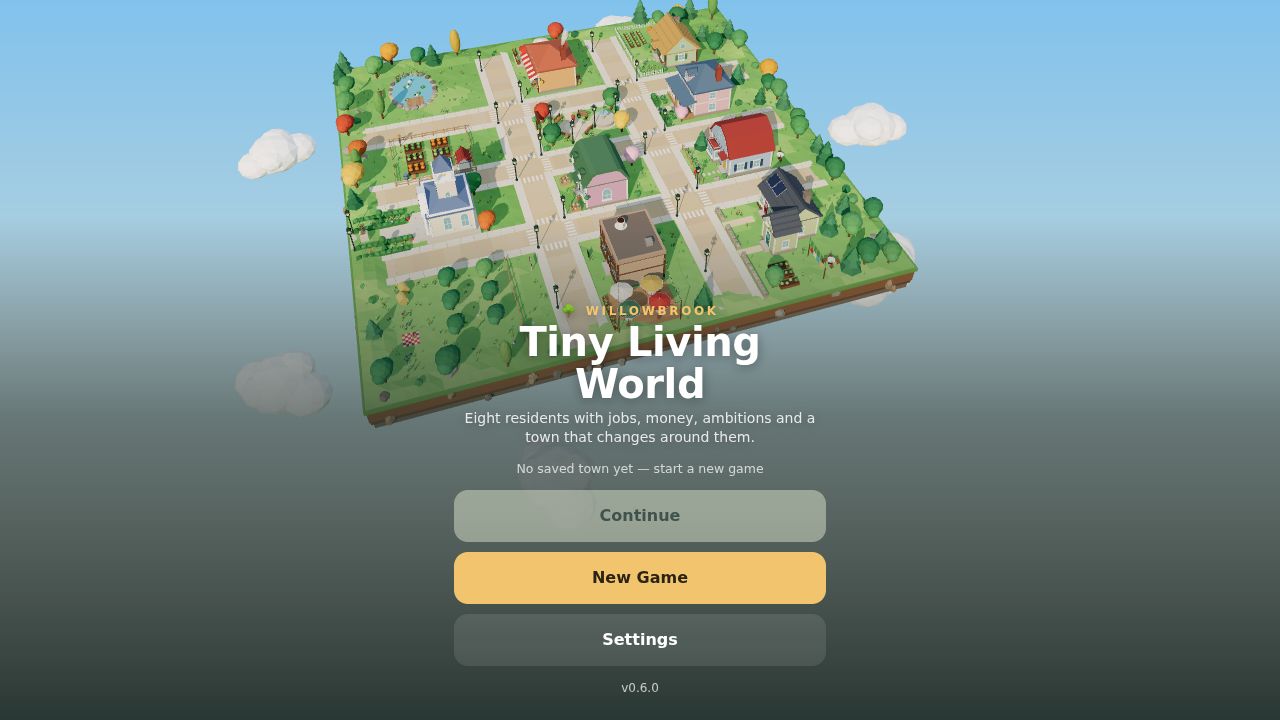 WILLOWBROOK
Tiny Living
World
Eight residents with jobs, money, ambitions and a
town that changes around them.
No saved town yet — start a new game
Continue
New Game
Settings
v0.6.0